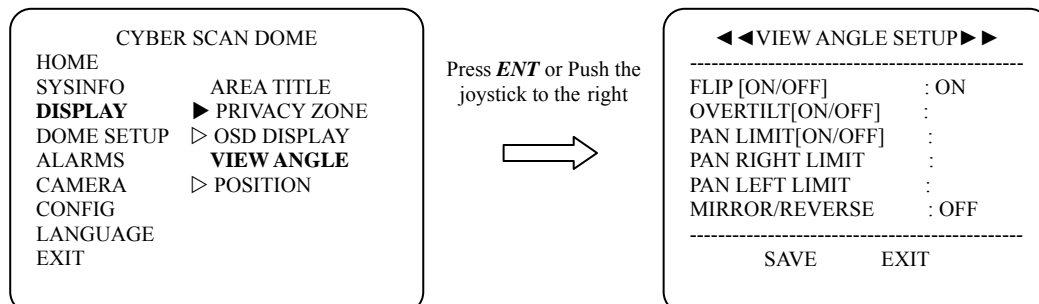 CYBER SCAN DOME
HOME
SYSINFO AREA TITLE
DISPLAY ▶ PRIVACY ZONE
DOME SETUP ▷ OSD DISPLAY
ALARMS VIEW ANGLE
CAMERA ▷ POSITION
CONFIG
LANGUAGE
EXIT
Press ENT or Push the
joystick to the right
◀◀VIEW ANGLE SETUP▶▶
-----------------------------------------------
FLIP [ON/OFF] : ON
OVERTILT[ON/OFF] :
PAN LIMIT[ON/OFF] :
PAN RIGHT LIMIT :
PAN LEFT LIMIT :
MIRROR/REVERSE : OFF
-----------------------------------------------
SAVE EXIT